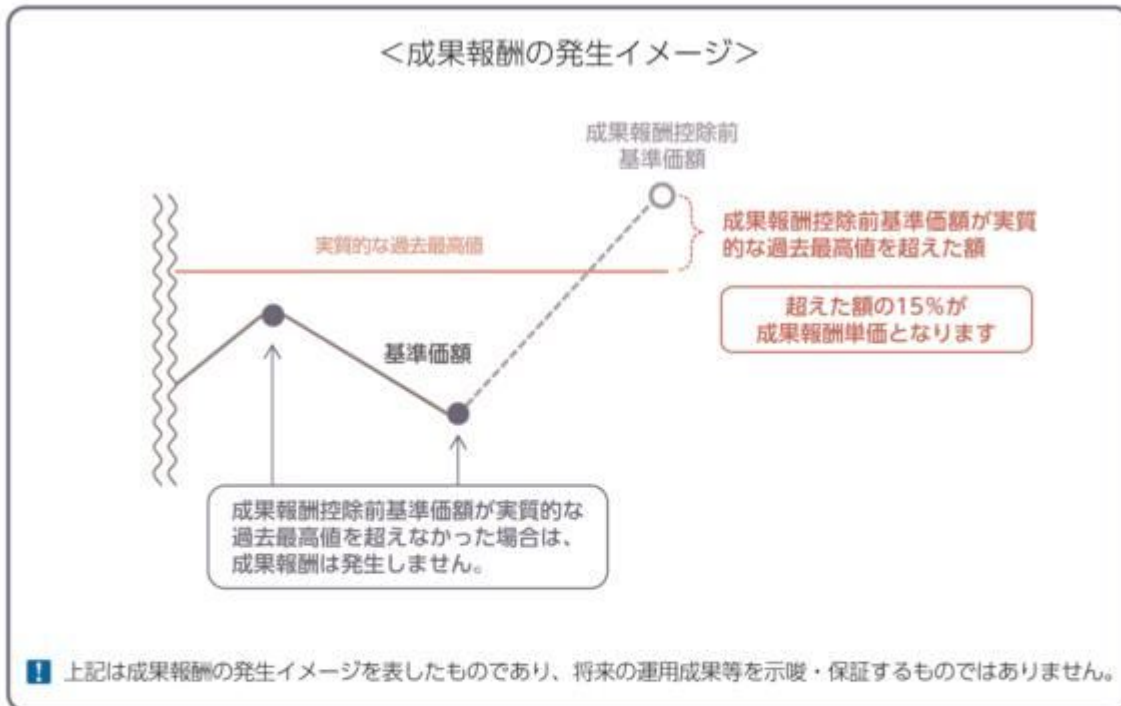 ＜成果報酬の発生イメージ＞
成果報酬控除前
基準価額
成果報酬控除前基準価額が実質
的な過去最高値を超えた額
実質的な過去最高値
超えた額の15％が
成果報酬単価となります
基準価額
成果報酬控除前基準価額が実質的な
過去最高値を超えなかった場合は、
成果報酬は発生しません。
! 上記は成果報酬の発生イメージを表したものであり、将来の運用成果等を示唆・保証するものではありません。